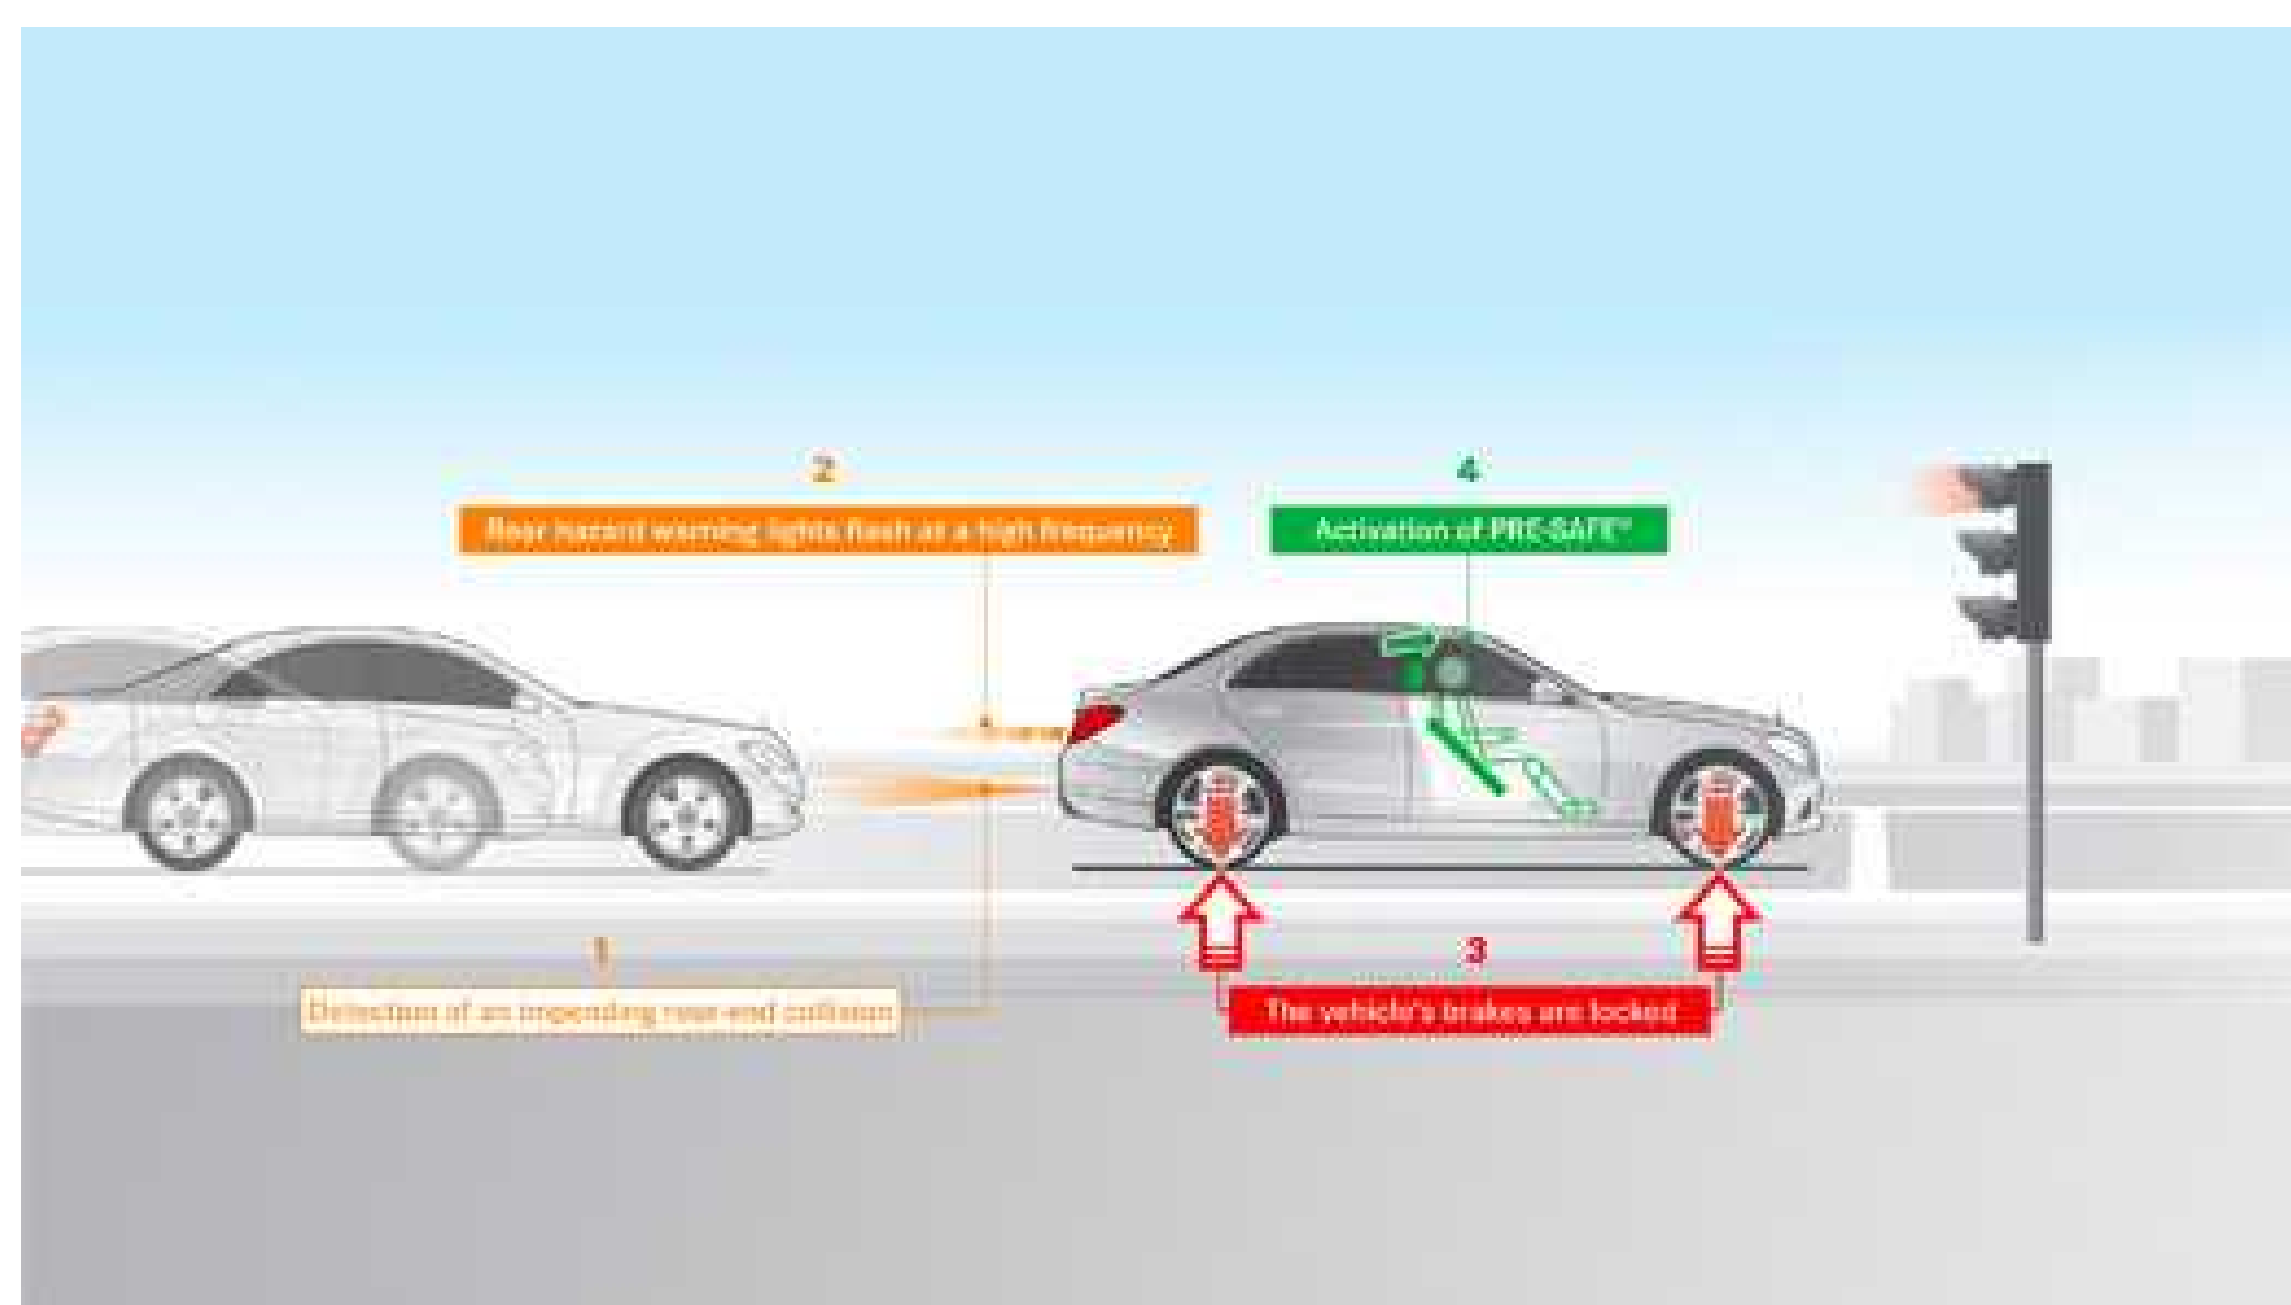 2
4
Rear hazard warning lights flash at a high frequency
Activation of PRE-SAFE®
1
3
Detection of an impending rear-end collision
The vehicle's brakes are locked